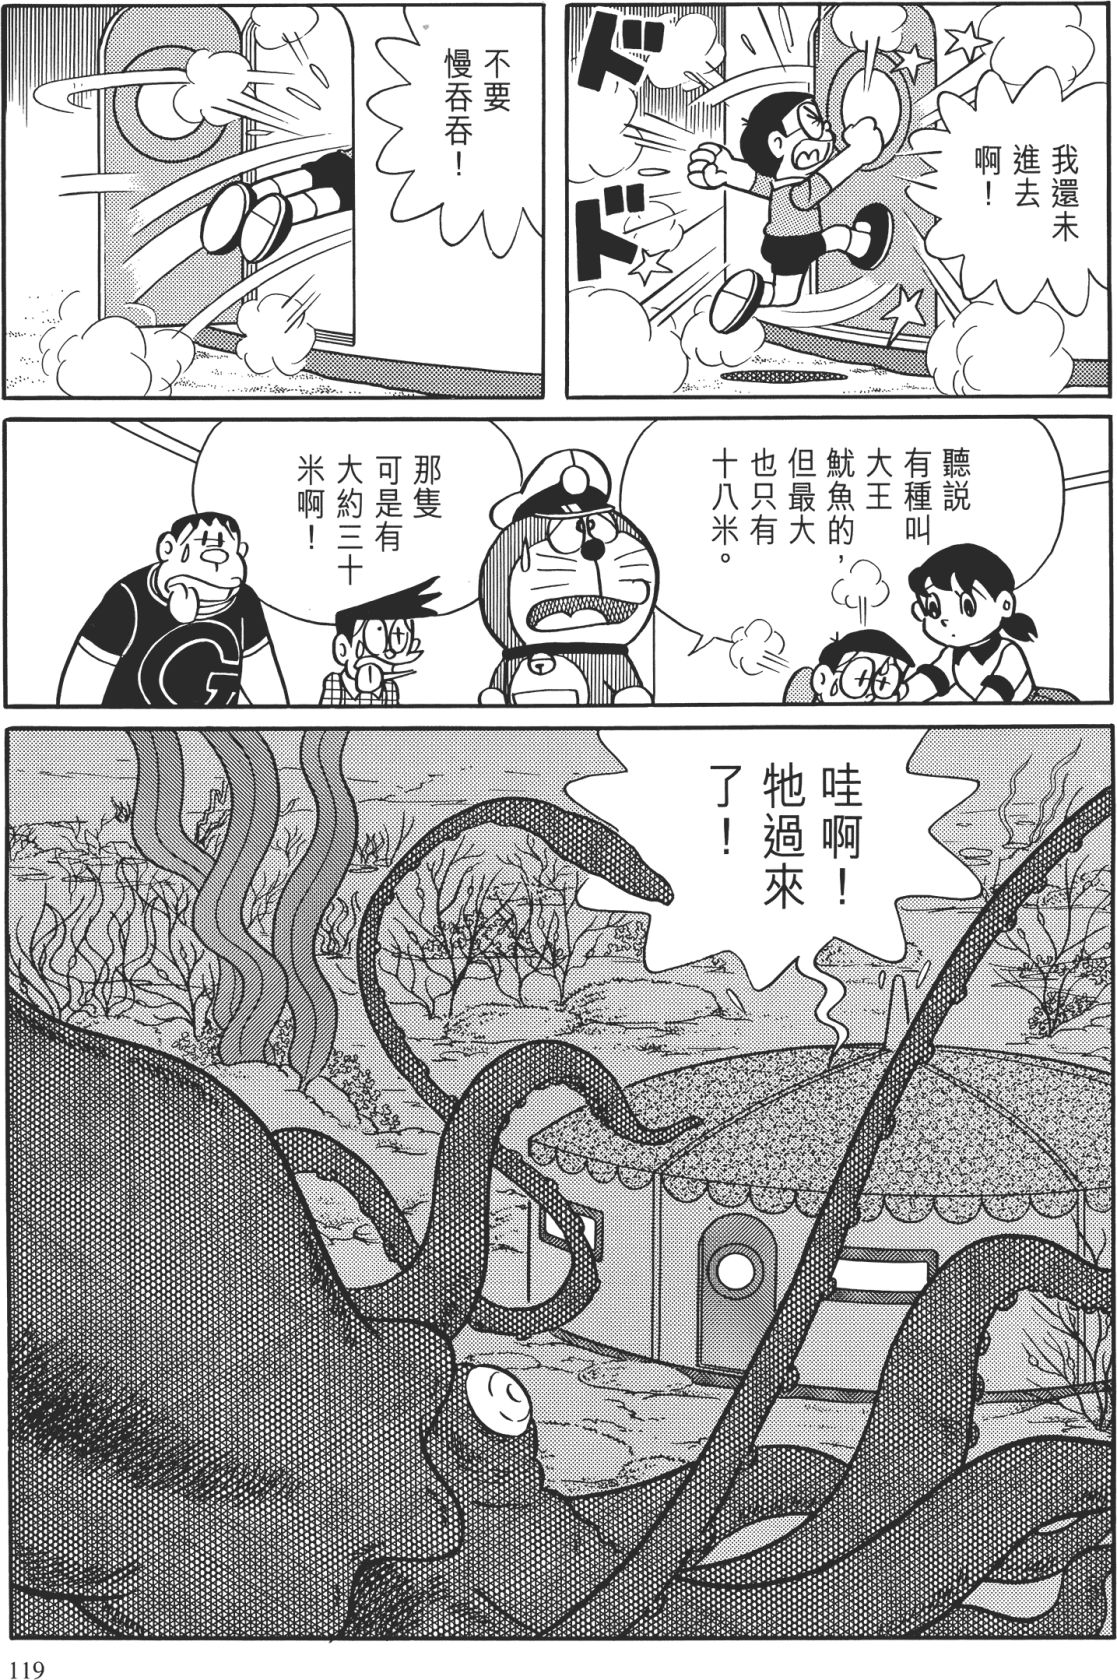 我還未
進去
啊！
ドドド
不要
慢吞吞！
聽説
有種叫
大王
魷魚的，
但最大
也只有
十八米。
那隻
可是有
大約三十
米啊！
G
哇啊！
牠過來
了！
119